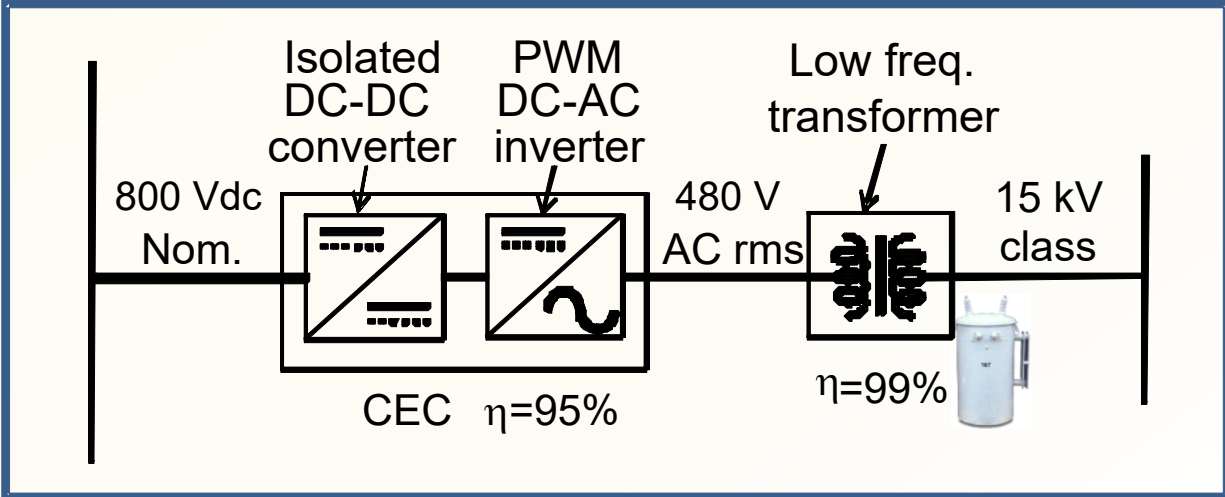 Isolated
DC-DC
converter
PWM
DC-AC
inverter
Low freq.
transformer
800 Vdc
Nom.
480 V
AC rms
15 kV
class
CEC η=95%
η=99%